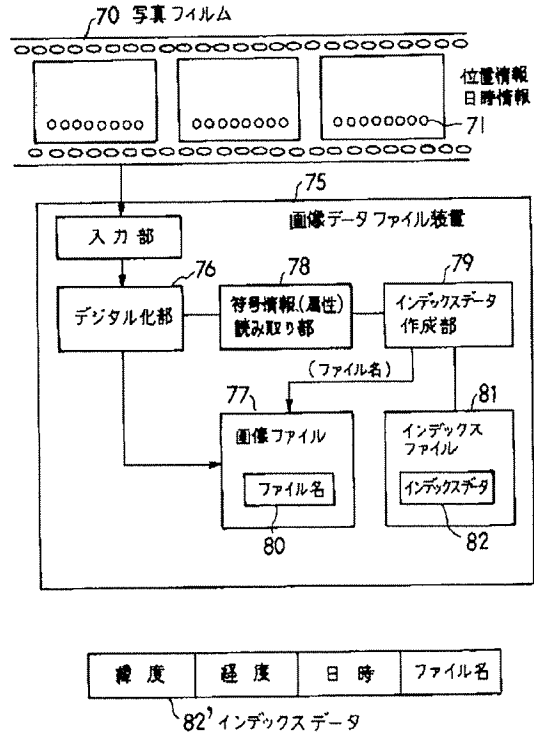 70 写真フィルム
位置情報
日時情報
71
75
画像データファイル装置
入力部
76
デジタル化部
78
符号情報(属性)
読み取り部
79
インデックスデータ
作成部
(ファイル名)
77
画像ファイル
ファイル名
80
81
インデックス
ファイル
インデックスデータ
82
緯度 経度 日時 ファイル名
82' インデックスデータ